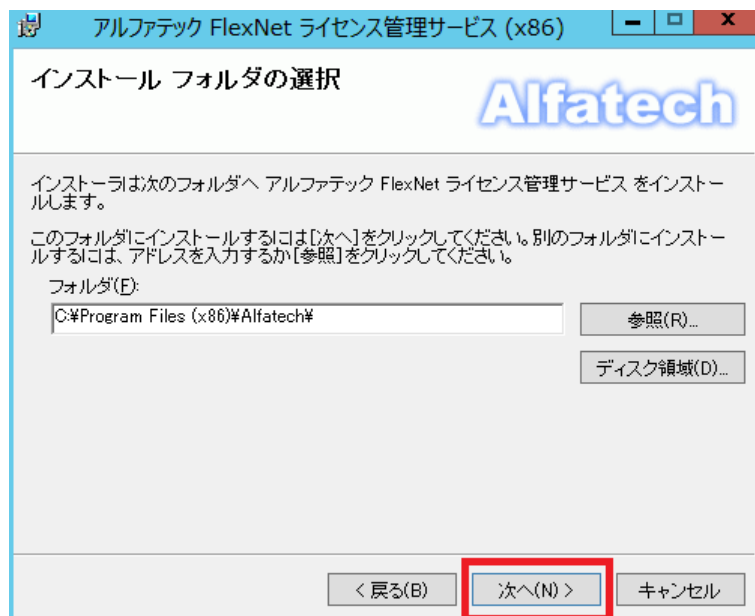 アルファテック FlexNet ライセンス管理サービス (x86)
インストール フォルダの選択
Alfatech
インストーラは次のフォルダへ アルファテック FlexNet ライセンス管理サービス をインストー
ルします。
このフォルダにインストールするには[次へ]をクリックしてください。別のフォルダにインストー
ルするには、アドレスを入力するか[参照]をクリックしてください。
フォルダ(F):
C:¥Program Files (x86)¥Alfatech¥
参照(R)...
ディスク領域(D)...
< 戻る(B)
次へ(N) >
キャンセル